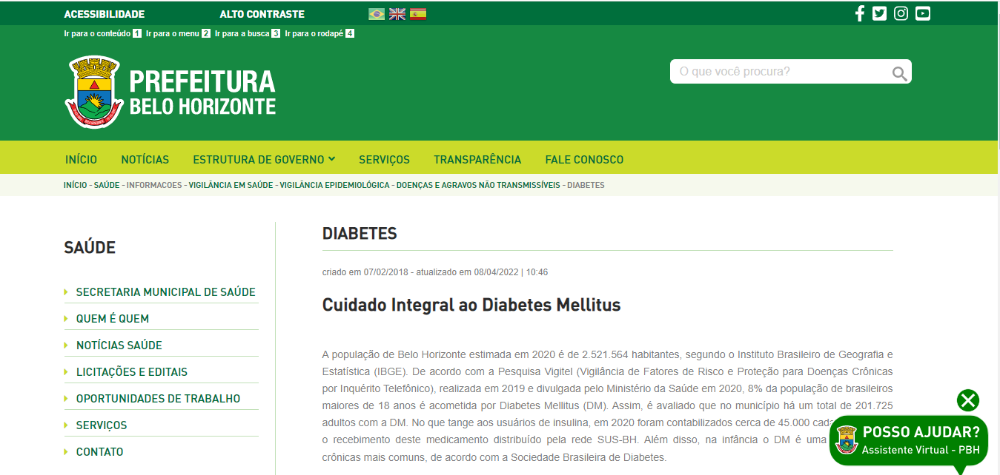 ACESSIBILIDADE ALTO CONTRASTE
Ir para o conteúdo 1 Ir para o menu 2 Ir para a busca 3 Ir para o rodapé 4
PREFEITURA
BELO HORIZONTE
O que você procura?
INÍCIO NOTÍCIAS ESTRUTURA DE GOVERNO SERVIÇOS TRANSPARÊNCIA FALE CONOSCO
INÍCIO - SAÚDE - INFORMACOES - VIGILÂNCIA EM SAÚDE - VIGILÂNCIA EPIDEMIOLÓGICA - DOENÇAS E AGRAVOS NÃO TRANSMISSÍVEIS - DIABETES
SAÚDE
SECRETARIA MUNICIPAL DE SAÚDE
QUEM É QUEM
NOTÍCIAS SAÚDE
LICITAÇÕES E EDITAIS
OPORTUNIDADES DE TRABALHO
SERVIÇOS
CONTATO
DIABETES
criado em 07/02/2018 - atualizado em 08/04/2022 | 10:46
Cuidado Integral ao Diabetes Mellitus
A população de Belo Horizonte estimada em 2020 é de 2.521.564 habitantes, segundo o Instituto Brasileiro de Geografia e
Estatística (IBGE). De acordo com a Pesquisa Vigitel (Vigilância de Fatores de Risco e Proteção para Doenças Crônicas
por Inquérito Telefônico), realizada em 2019 e divulgada pelo Ministério da Saúde em 2020, 8% da população de brasileiros
maiores de 18 anos é acometida por Diabetes Mellitus (DM). Assim, é avaliado que no município há um total de 201.725
adultos com a DM. No que tange aos usuários de insulina, em 2020 foram contabilizados cerca de 45.000 cada
o recebimento deste medicamento distribuído pela rede SUS-BH. Além disso, na infância o DM é uma
crônicas mais comuns, de acordo com a Sociedade Brasileira de Diabetes.
POSSO AJUDAR?
Assistente Virtual - PBH